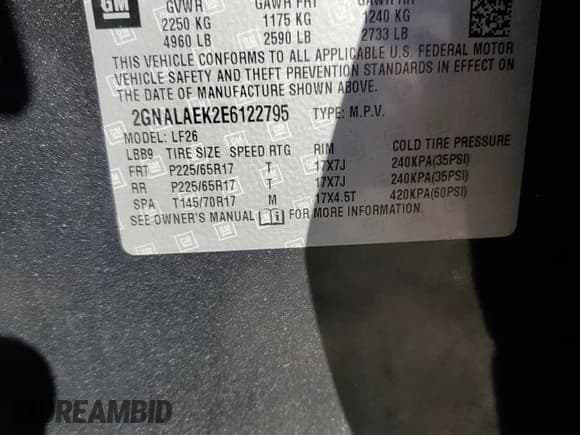 GM
GVWR GAWR FRT GAWR RR
2250 KG 1175 KG 1240 KG
4960 LB 2590 LB 2733 LB
THIS VEHICLE CONFORMS TO ALL APPLICABLE U.S. FEDERAL MOTOR
VEHICLE SAFETY AND THEFT PREVENTION STANDARDS IN EFFECT ON
THE DATE OF MANUFACTURE SHOWN ABOVE.
2GNALAEK2E6122795 TYPE: M.P.V.
MODEL: LF26
LBB9 TIRE SIZE SPEED RTG RIM COLD TIRE PRESSURE
FRT P225/65R17 T 17X7J 240KPA(35PSI)
RR P225/65R17 T 17X7J 240KPA(35PSI)
SPA T145/70R17 M 17X4.5T 420KPA(60PSI)
SEE OWNER'S MANUAL FOR MORE INFORMATION.
DREAMBID